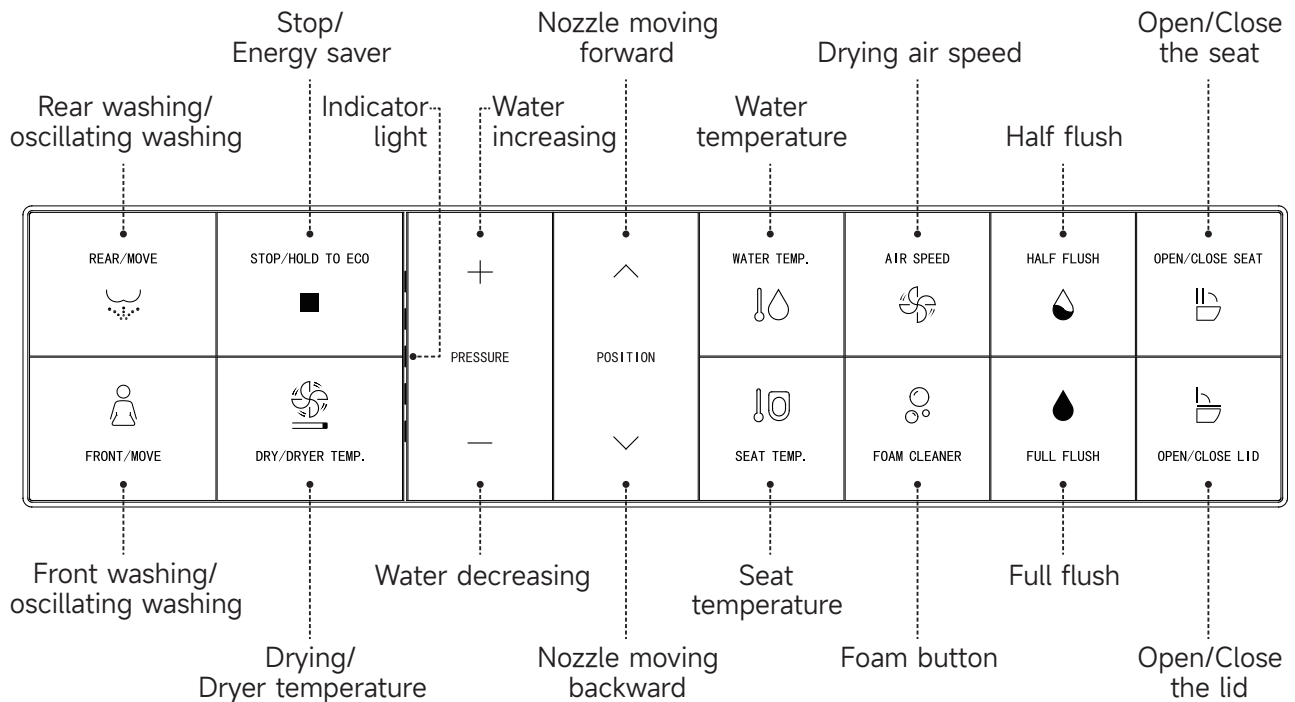 Stop/
Energy saver
Nozzle moving
forward
Drying air speed
Open/Close
the seat
Rear washing/
oscillating washing
Indicator
light
Water
increasing
Water
temperature
Half flush
REAR/MOVE
STOP/HOLD TO ECO
WATER TEMP.
AIR SPEED
HALF FLUSH
OPEN/CLOSE SEAT
PRESSURE
POSITION
FRONT/MOVE
DRY/DRYER TEMP.
SEAT TEMP.
FOAM CLEANER
FULL FLUSH
OPEN/CLOSE LID
Front washing/
oscillating washing
Water decreasing
Seat
temperature
Full flush
Drying/
Dryer temperature
Nozzle moving
backward
Foam button
Open/Close
the lid